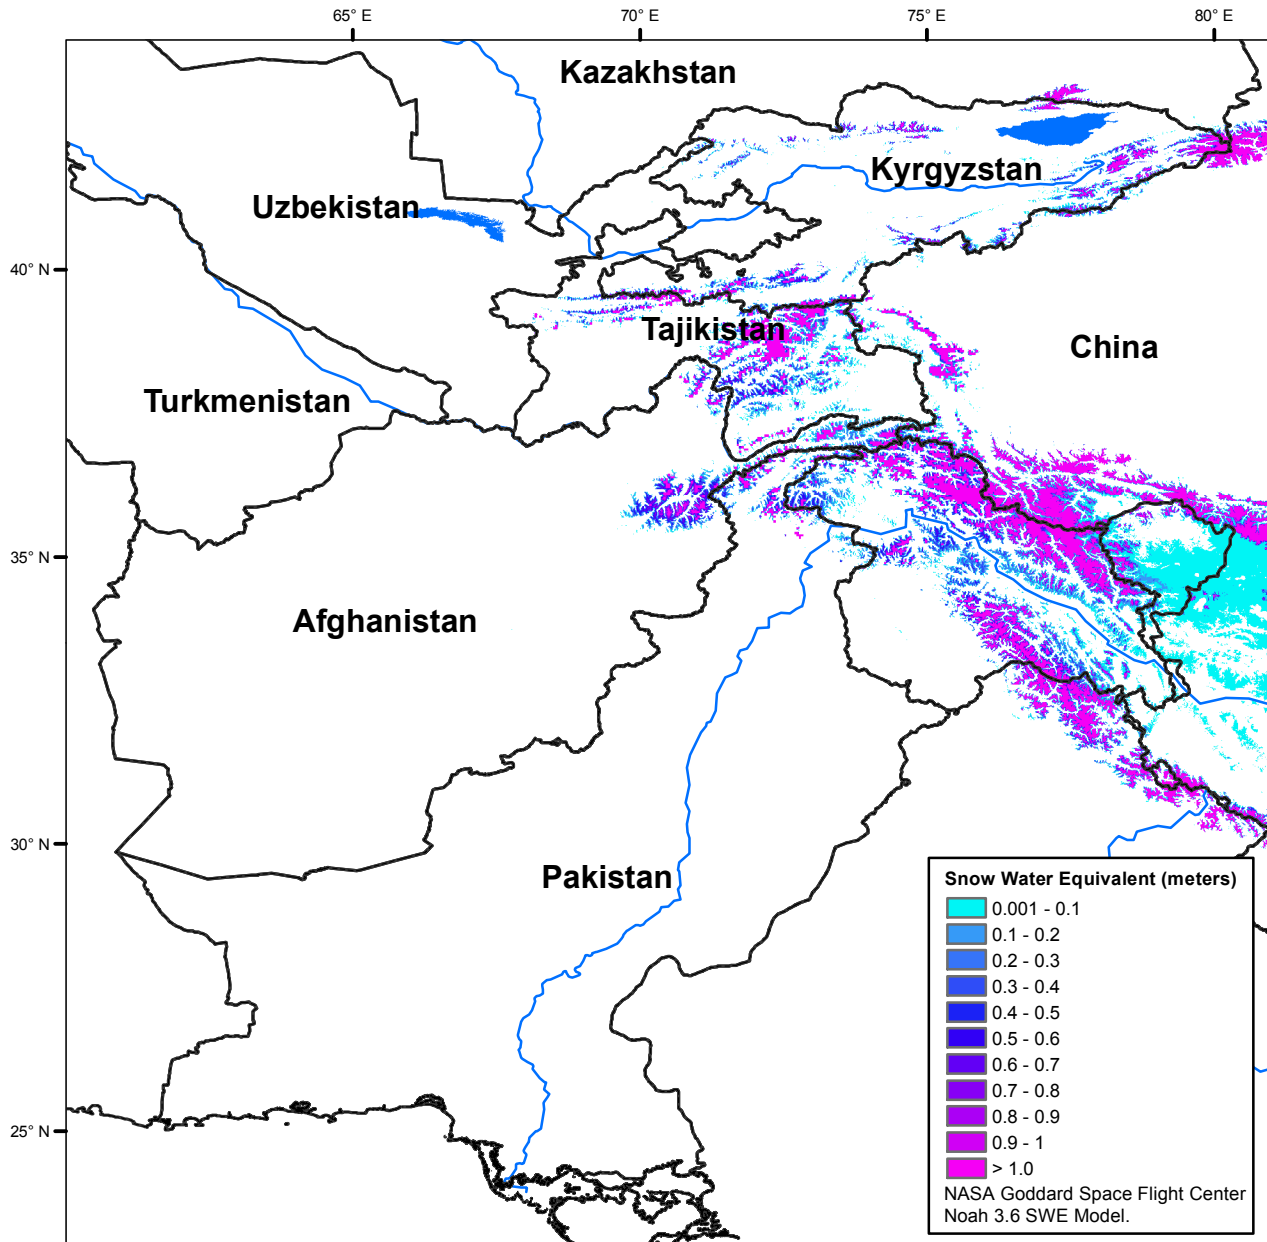 65° E
70° E
75° E
80° E
Kazakhstan
Kyrgyzstan
Uzbekistan
40° N
Tajikistan
China
Turkmenistan
35° N
Afghanistan
30° N
Pakistan
25° N
Snow Water Equivalent (meters)
0.001 - 0.1
0.1 - 0.2
0.2 - 0.3
0.3 - 0.4
0.4 - 0.5
0.5 - 0.6
0.6 - 0.7
0.7 - 0.8
0.8 - 0.9
0.9 - 1
> 1.0
NASA Goddard Space Flight Center
Noah 3.6 SWE Model.